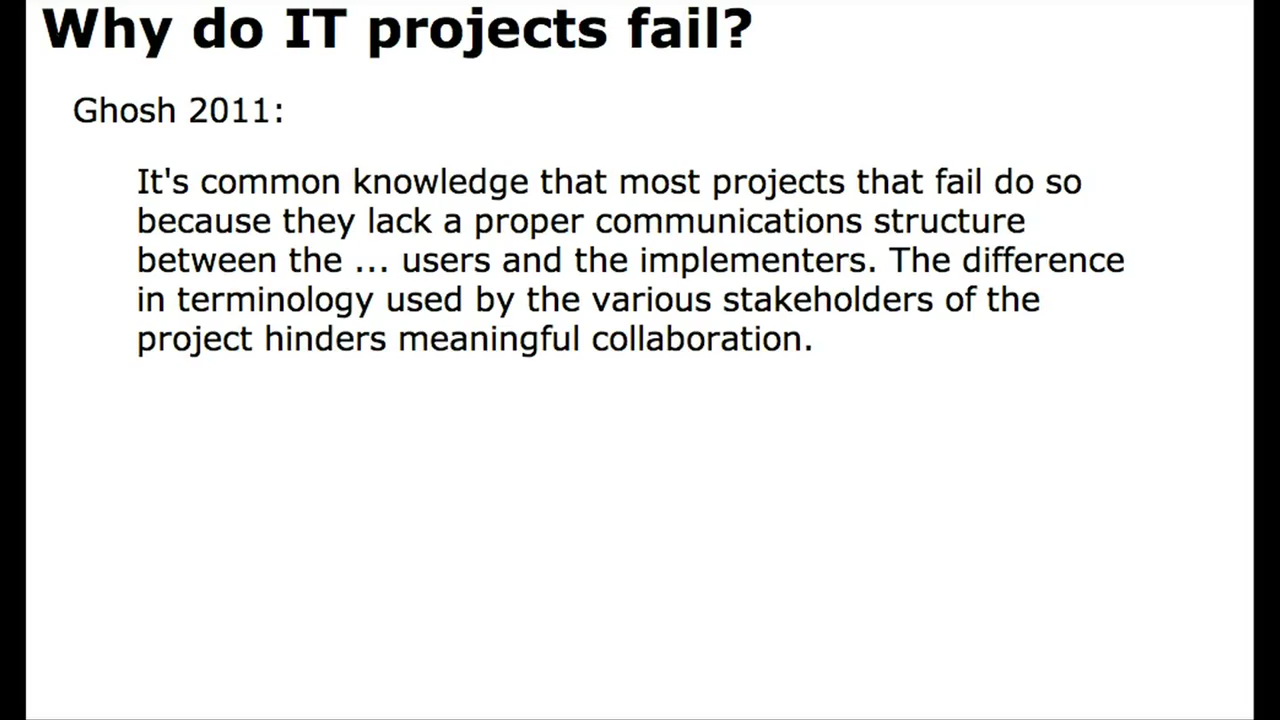 Why do IT projects fail?
Ghosh 2011:
It's common knowledge that most projects that fail do so
because they lack a proper communications structure
between the ... users and the implementers. The difference
in terminology used by the various stakeholders of the
project hinders meaningful collaboration.